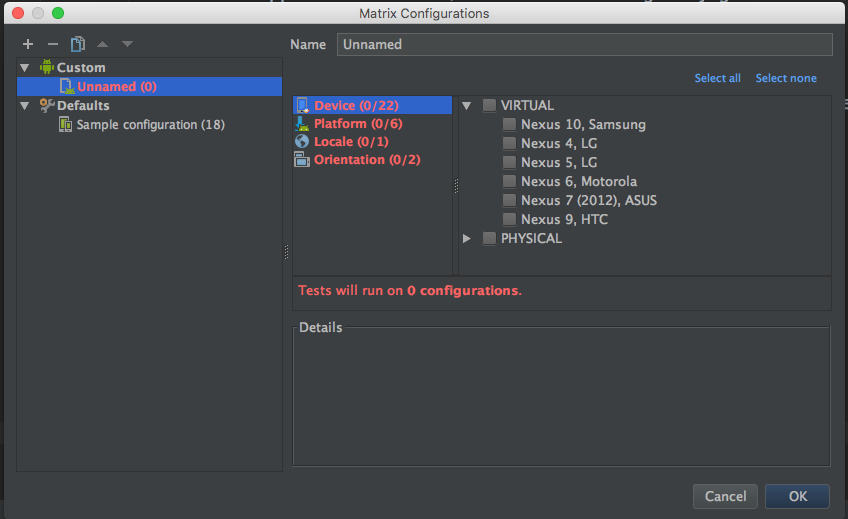 Matrix Configurations
Name Unnamed
Select all Select none
Custom
Unnamed (0)
Defaults
Sample configuration (18)
Device (0/22)
Platform (0/6)
Locale (0/1)
Orientation (0/2)
VIRTUAL
Nexus 10, Samsung
Nexus 4, LG
Nexus 5, LG
Nexus 6, Motorola
Nexus 7 (2012), ASUS
Nexus 9, HTC
PHYSICAL
Tests will run on 0 configurations.
Details
Cancel OK